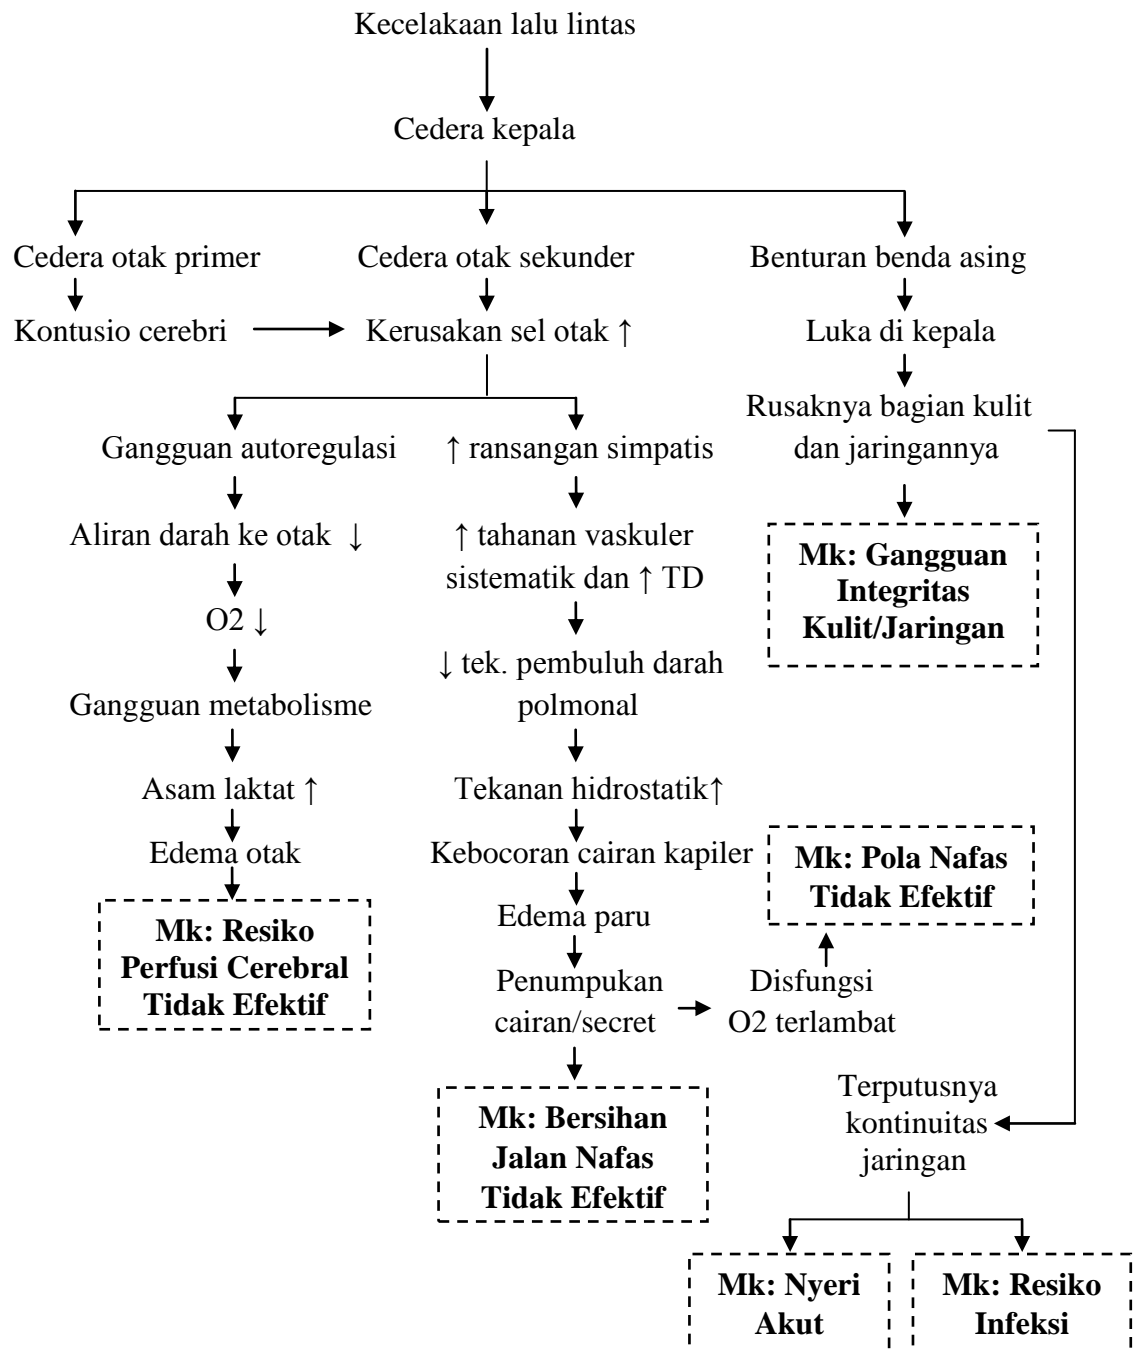 Kecelakaan lalu lintas
Cedera kepala
Cedera otak primer
Cedera otak sekunder
Benturan benda asing
Kontusio cerebri
Kerusakan sel otak ↑
Luka di kepala
Rusaknya bagian kulit
dan jaringannya
Gangguan autoregulasi
↑ ransangan simpatis
Aliran darah ke otak ↓
↑ tahanan vaskuler
sistematik dan ↑ TD
Mk: Gangguan
Integritas
Kulit/Jaringan
O2 ↓
↓ tek. pembuluh darah
polmonal
Gangguan metabolisme
Asam laktat ↑
Tekanan hidrostatik↑
Edema otak
Kebocoran cairan kapiler
Mk: Pola Nafas
Tidak Efektif
Mk: Resiko
Perfusi Cerebral
Tidak Efektif
Edema paru
Penumpukan
cairan/secret
Disfungsi
O2 terlambat
Mk: Bersihan
Jalan Nafas
Tidak Efektif
Terputusnya
kontinuitas
jaringan
Mk: Nyeri
Akut
Mk: Resiko
Infeksi